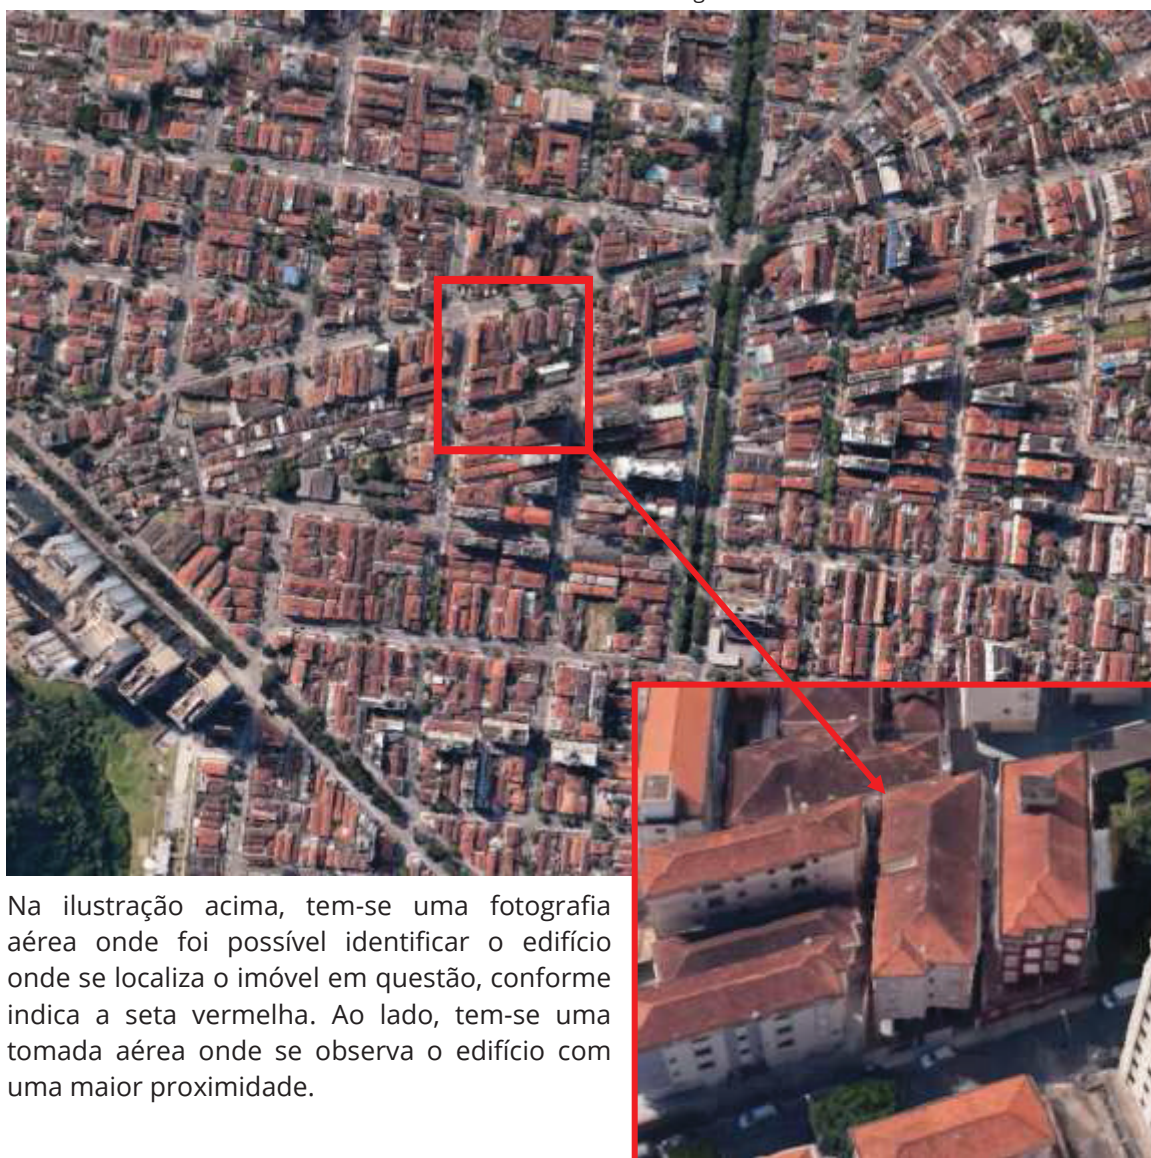 Na ilustração acima, tem-se uma fotografia
aérea onde foi possível identificar o edifício
onde se localiza o imóvel em questão, conforme
indica a seta vermelha. Ao lado, tem-se uma
tomada aérea onde se observa o edifício com
uma maior proximidade.